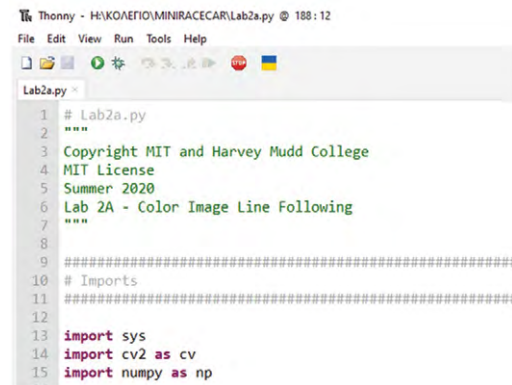 Thonny - H:\ΚΟΛΕΓΙΟ\MINIRACECAR\Lab2a.py @ 188:12
File Edit View Run Tools Help
STOP
Lab2a.py ×
1 # Lab2a.py
2 """
3 Copyright MIT and Harvey Mudd College
4 MIT License
5 Summer 2020
6 Lab 2A - Color Image Line Following
7 """
8
9 ########################################################
10 # Imports
11 ########################################################
12
13 import sys
14 import cv2 as cv
15 import numpy as np